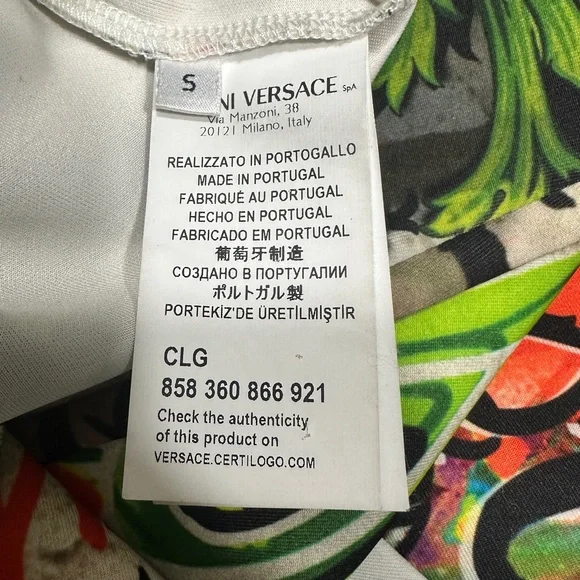 S
NI VERSACE SpA
Via Manzoni, 38
20121 Milano, Italy
REALIZZATO IN PORTOGALLO
MADE IN PORTUGAL
FABRIQUÉ AU PORTUGAL
HECHO EN PORTUGAL
FABRICADO EM PORTUGAL
葡萄牙制造
СОЗДАНО В ПОРТУГАЛИИ
ポルトガル製
PORTEKİZ'DE ÜRETİLMİŞTİR
CLG
858 360 866 921
Check the authenticity
of this product on
VERSACE.CERTILOGO.COM